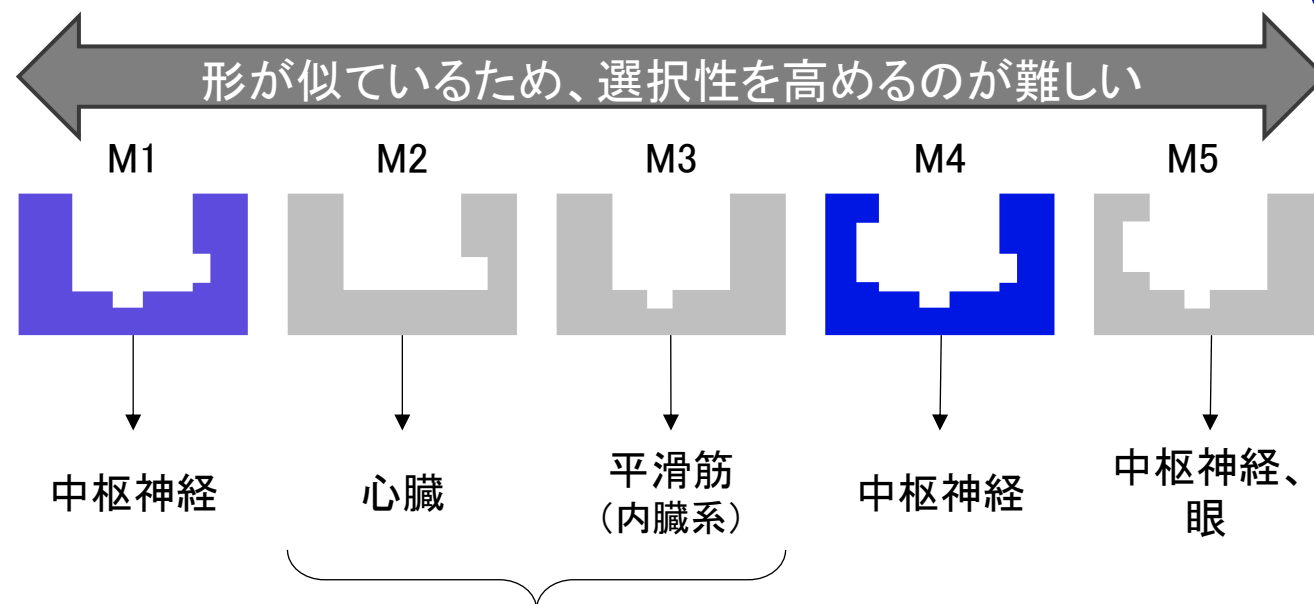 形が似ているため、選択性を高めるのが難しい
M1
M2
M3
M4
M5
中枢神経
心臓
平滑筋
（内臓系）
中枢神経
中枢神経、
眼